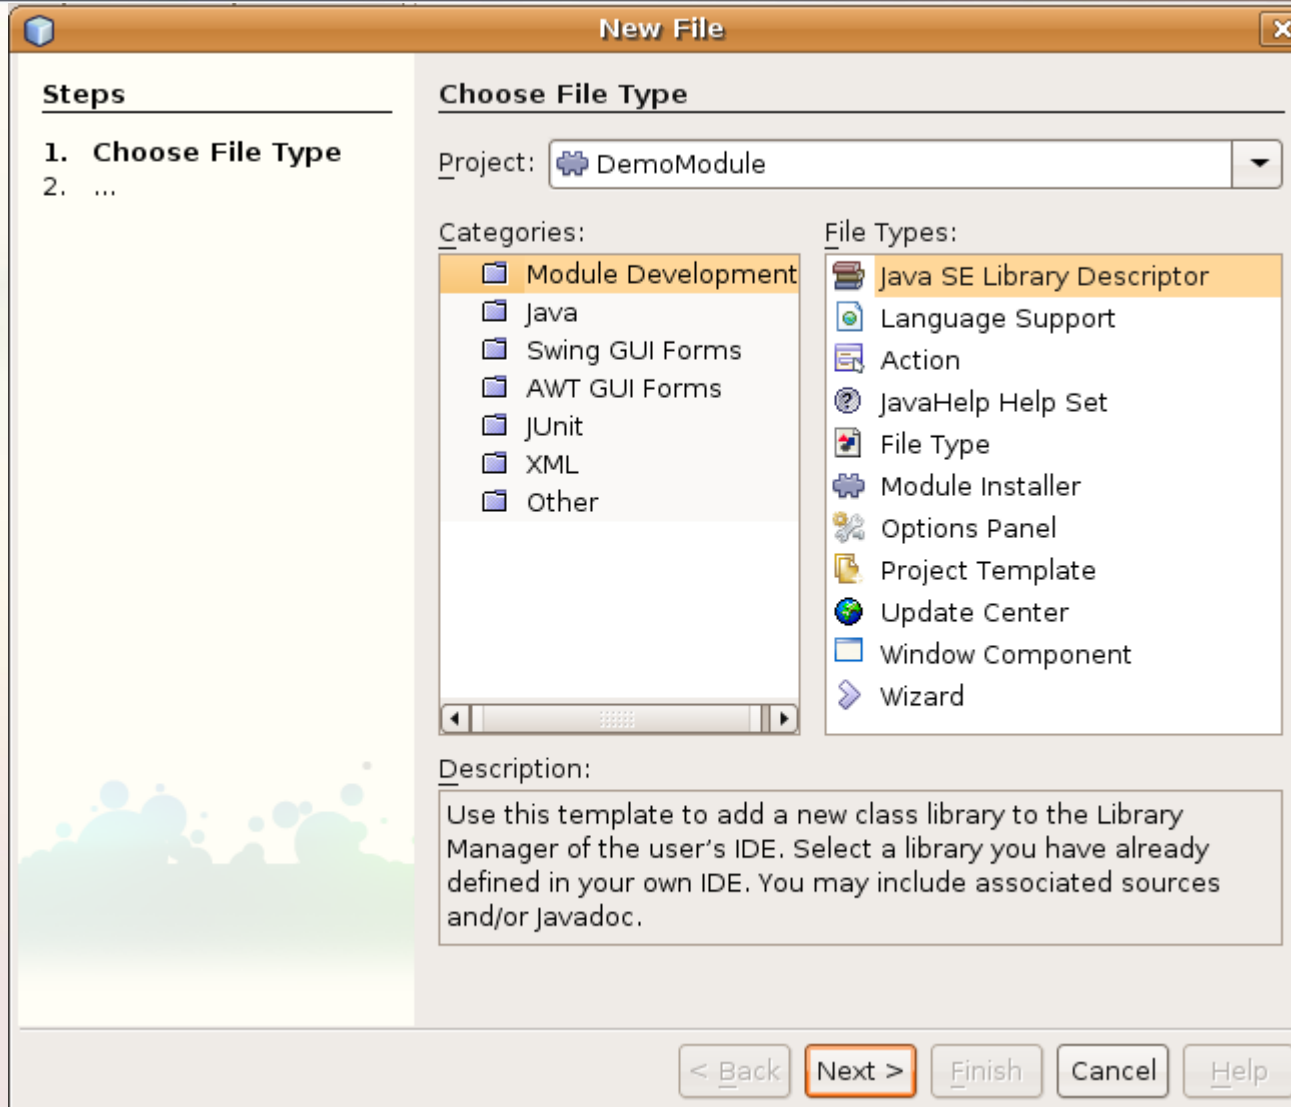 New File
Steps
1. Choose File Type
2. ...
Choose File Type
Project: DemoModule
Categories:
Module Development
Java
Swing GUI Forms
AWT GUI Forms
JUnit
XML
Other
File Types:
Java SE Library Descriptor
Language Support
Action
JavaHelp Help Set
File Type
Module Installer
Options Panel
Project Template
Update Center
Window Component
Wizard
Description:
Use this template to add a new class library to the Library
Manager of the user's IDE. Select a library you have already
defined in your own IDE. You may include associated sources
and/or Javadoc.
< Back Next > Finish Cancel Help